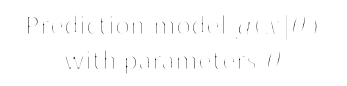 Prediction model g(x|θ)
with parameters θ